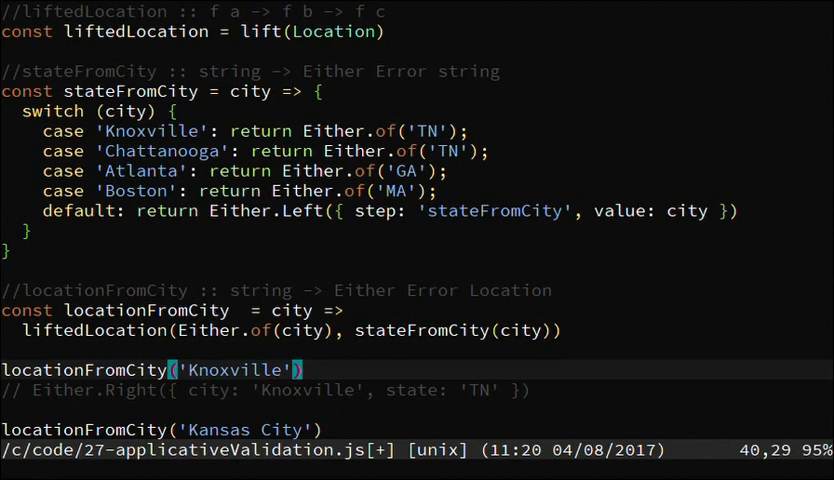 //liftedLocation :: f a -> f b -> f c
const liftedLocation = lift(Location)

//stateFromCity :: string -> Either Error string
const stateFromCity = city => {
  switch (city) {
    case 'Knoxville': return Either.of('TN');
    case 'Chattanooga': return Either.of('TN');
    case 'Atlanta': return Either.of('GA');
    case 'Boston': return Either.of('MA');
    default: return Either.Left({ step: 'stateFromCity', value: city })
  }
}

//locationFromCity :: string -> Either Error Location
const locationFromCity  = city =>
  liftedLocation(Either.of(city), stateFromCity(city))

locationFromCity('Knoxville')
// Either.Right({ city: 'Knoxville', state: 'TN' })

locationFromCity('Kansas City')
/c/code/27-applicativeValidation.js[+] [unix] (11:20 04/08/2017) 40,29 95%